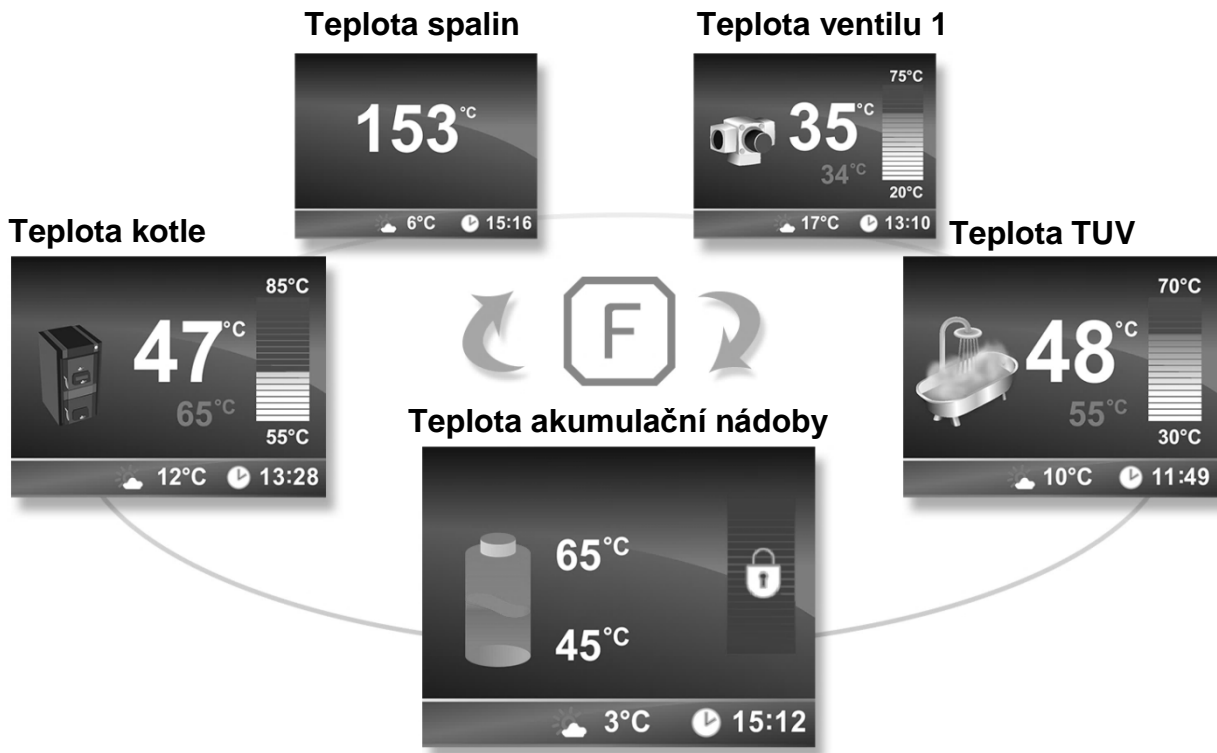 Teplota spalin
153°C
6°C 15:16
Teplota ventilu 1
75°C
35°C
34°C
20°C
17°C 13:10
Teplota kotle
85°C
47°C
65°C
55°C
12°C 13:28
F
Teplota TUV
70°C
48°C
55°C
30°C
10°C 11:49
Teplota akumulační nádoby
65°C
45°C
3°C 15:12